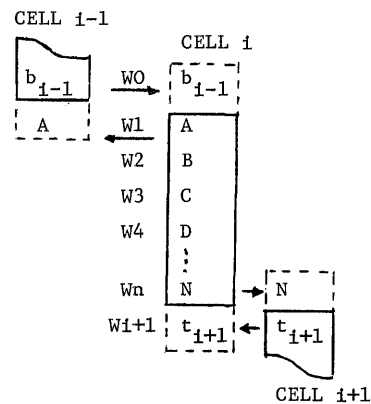 CELL i-1
CELL i
b i-1 W0 b i-1
A W1 A
W2 B
W3 C
W4 D
Wn N N
Wi+1 t i+1 t i+1
CELL i+1